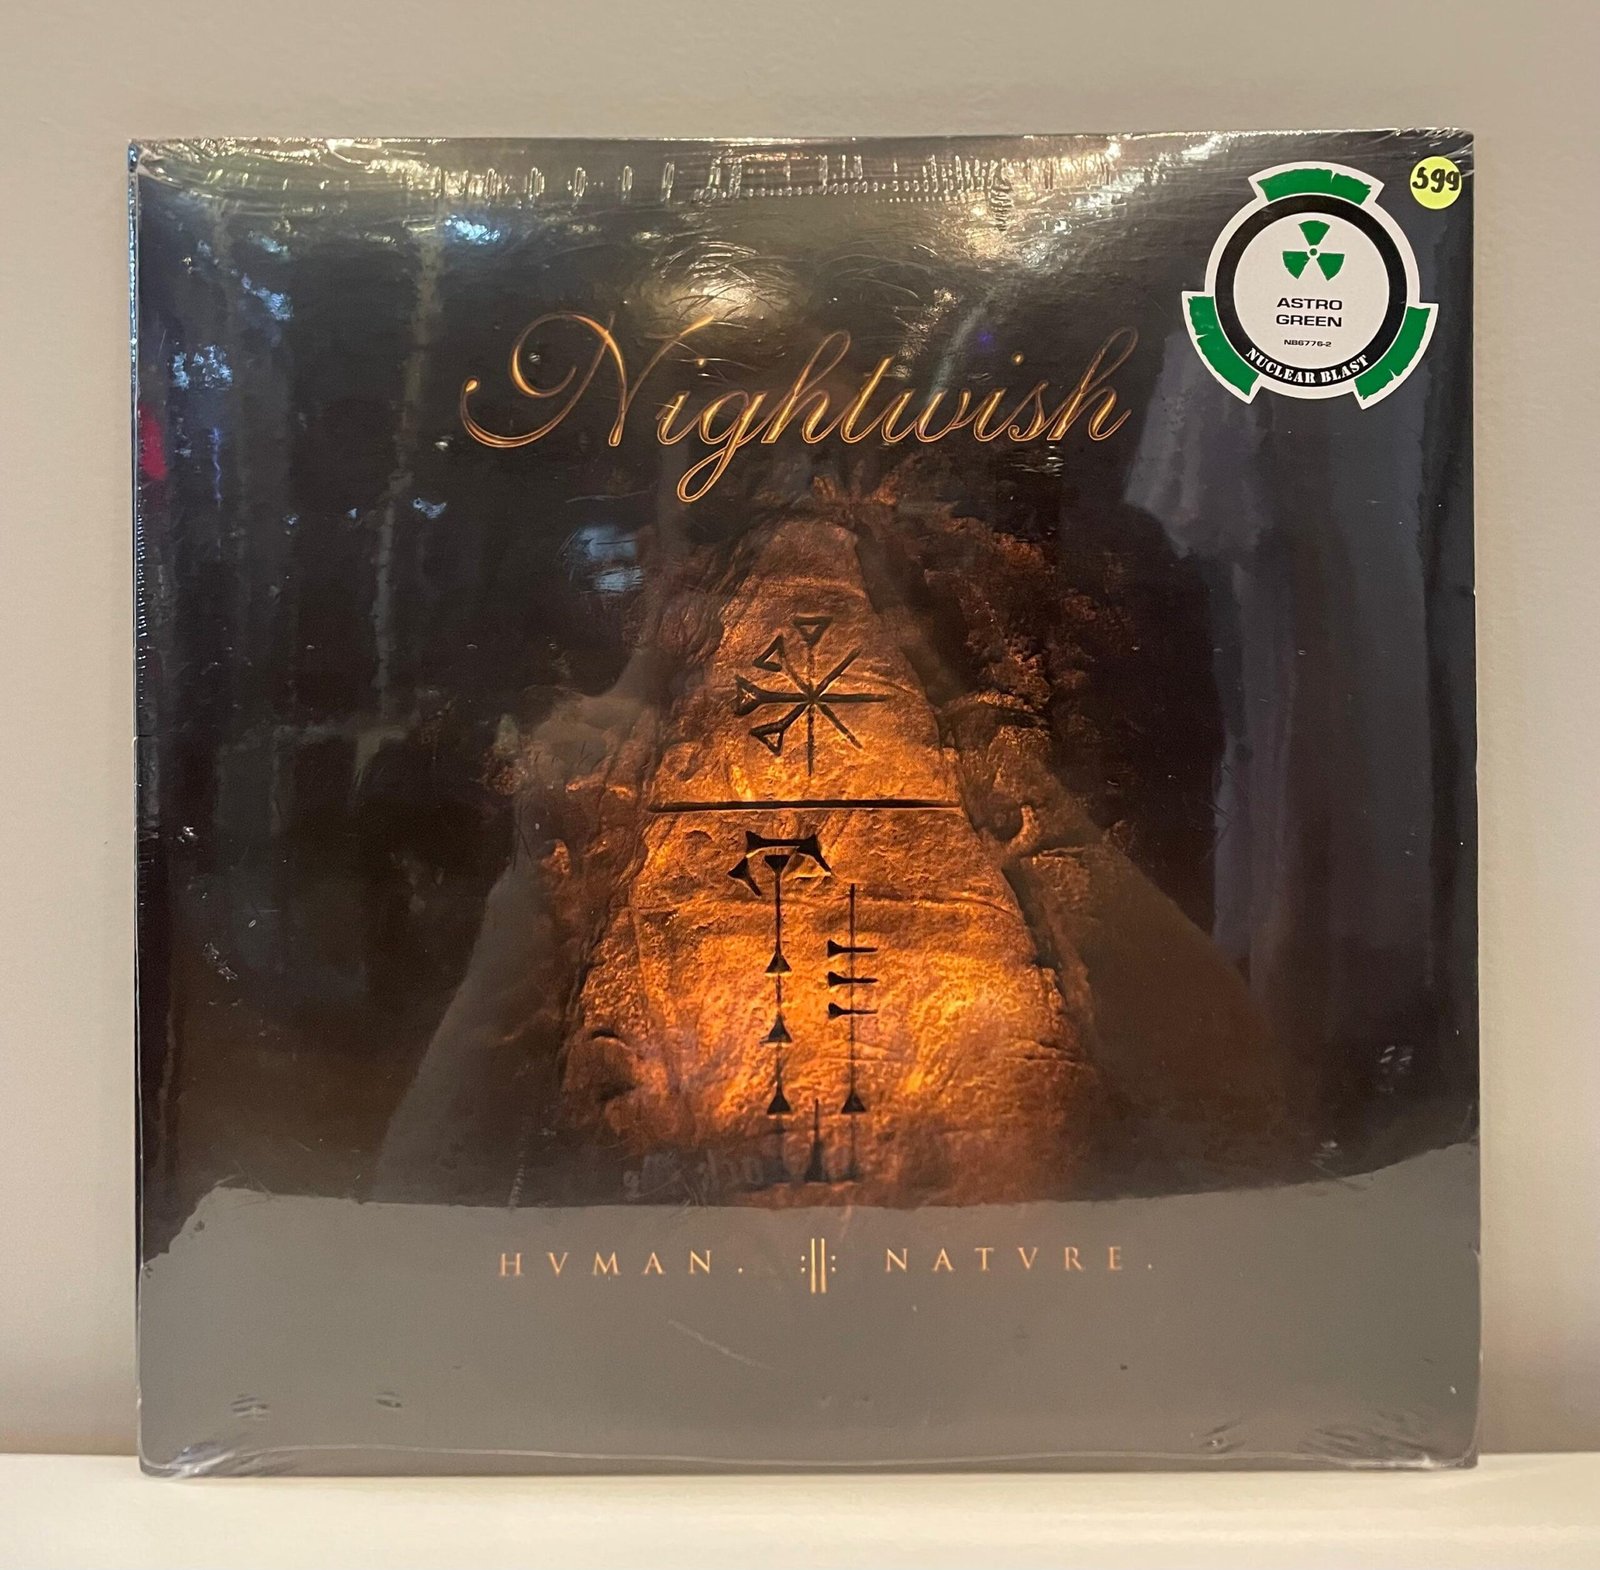 599
ASTRO
GREEN
NB6776-2
NUCLEAR BLAST
Nightwish
HVMAN. :||: NATVRE.